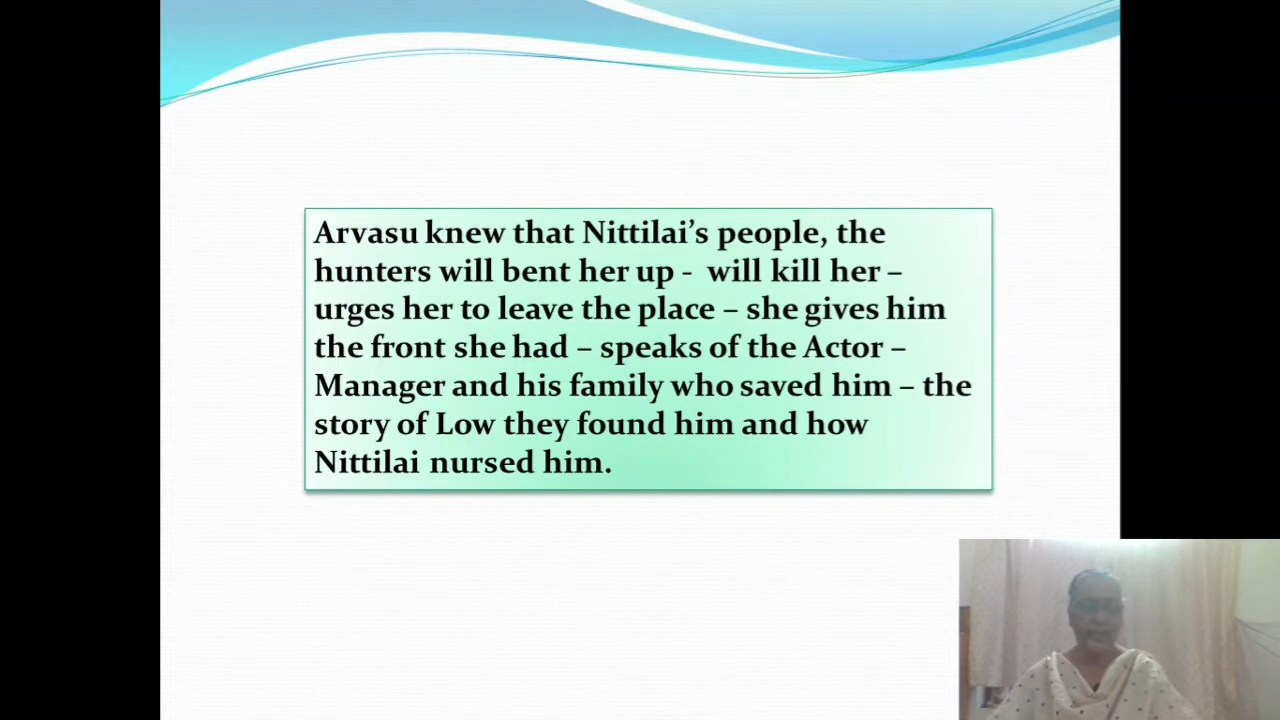 Arvasu knew that Nittilai’s people, the
hunters will bent her up - will kill her –
urges her to leave the place – she gives him
the front she had – speaks of the Actor –
Manager and his family who saved him – the
story of Low they found him and how
Nittilai nursed him.